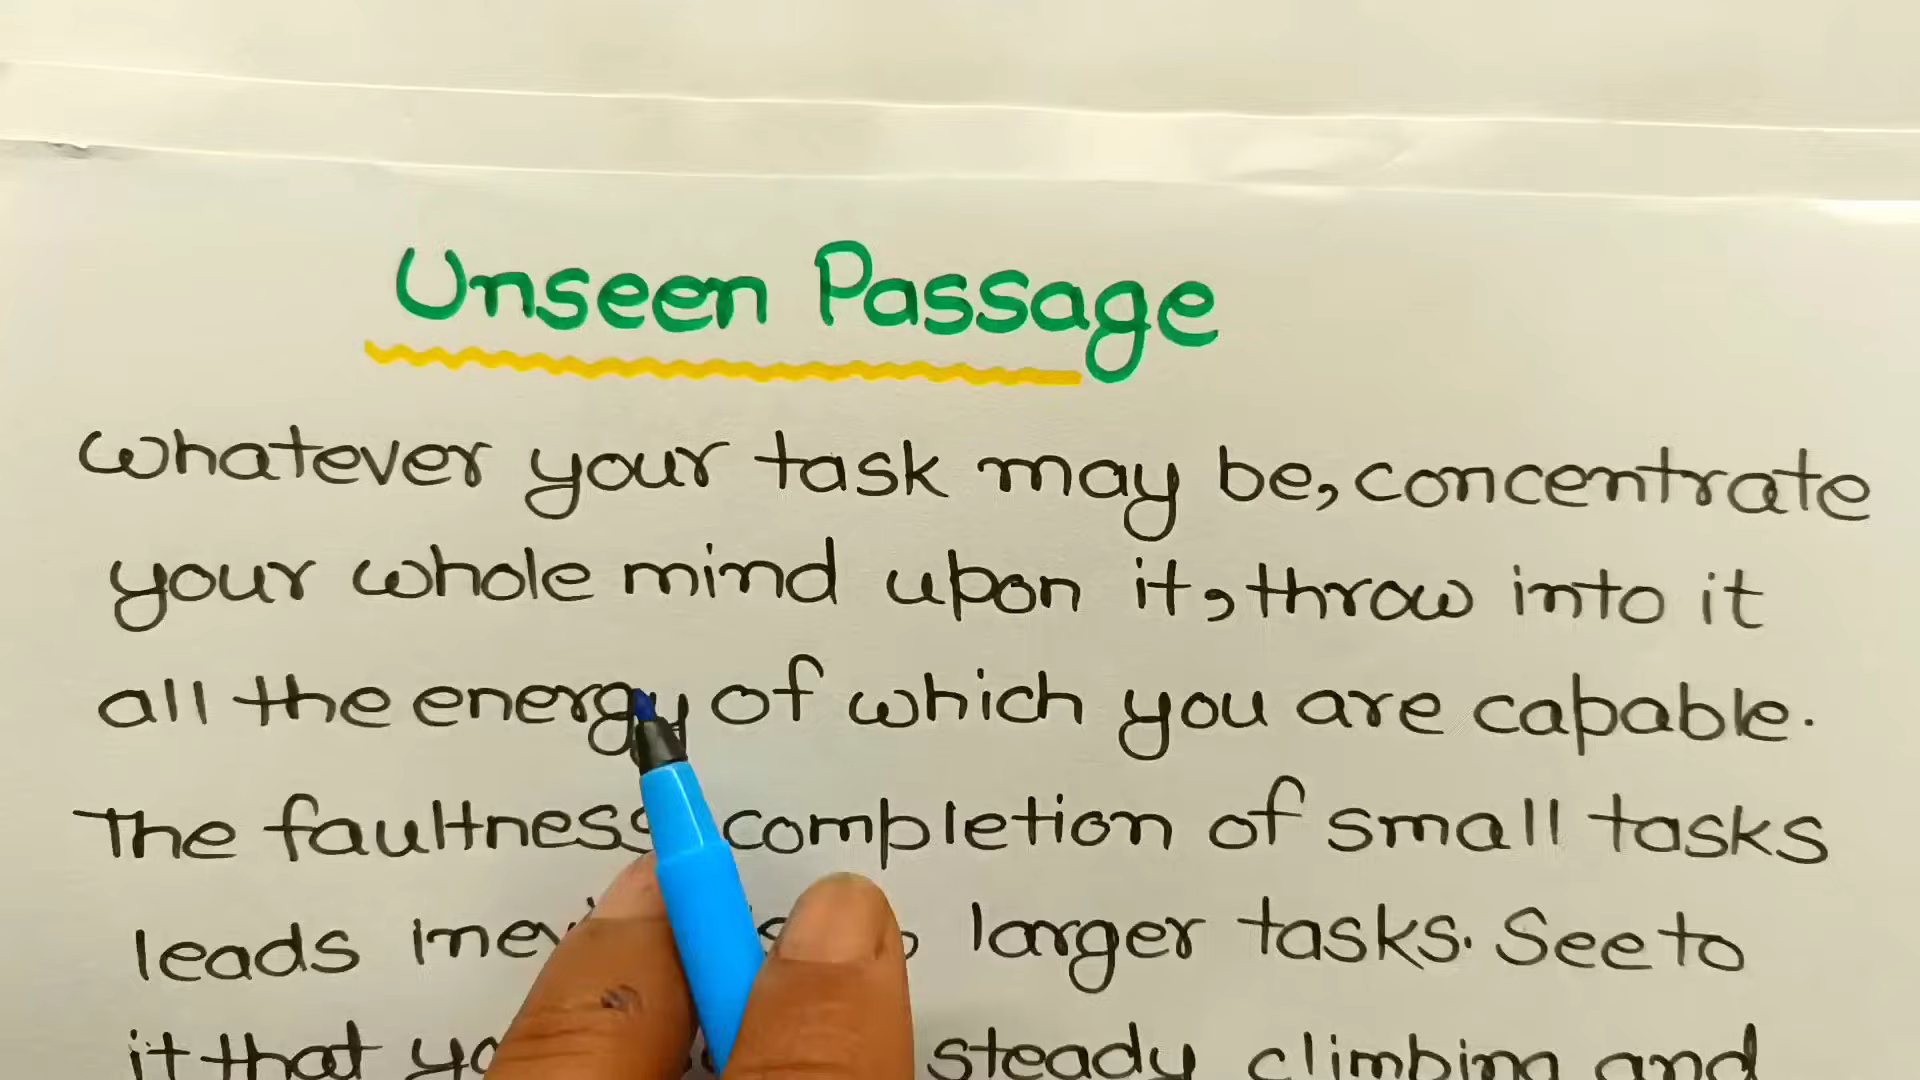 Unseen Passage
Whatever your task may be, concentrate
your whole mind upon it, throw into it
all the energy of which you are capable.
The faultness completion of small tasks
leads larger tasks. See to
it that steady climbing and